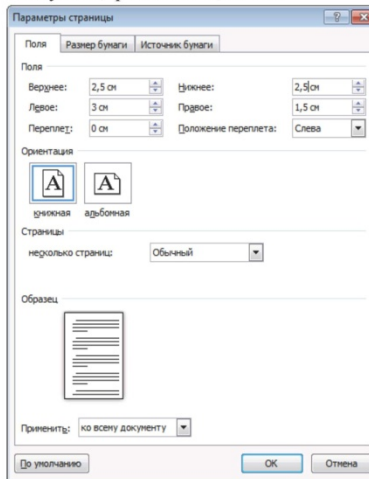 Параметры страницы
Поля Размер бумаги Источник бумаги
Поля
Верхнее: 2,5 см Нижнее: 2,5 см
Левое: 3 см Правое: 1,5 см
Переплет: 0 см Положение переплета: Слева
Ориентация
A A
книжная альбомная
Страницы
несколько страниц: Обычный
Образец
Применить: ко всему документу
По умолчанию ОК Отмена